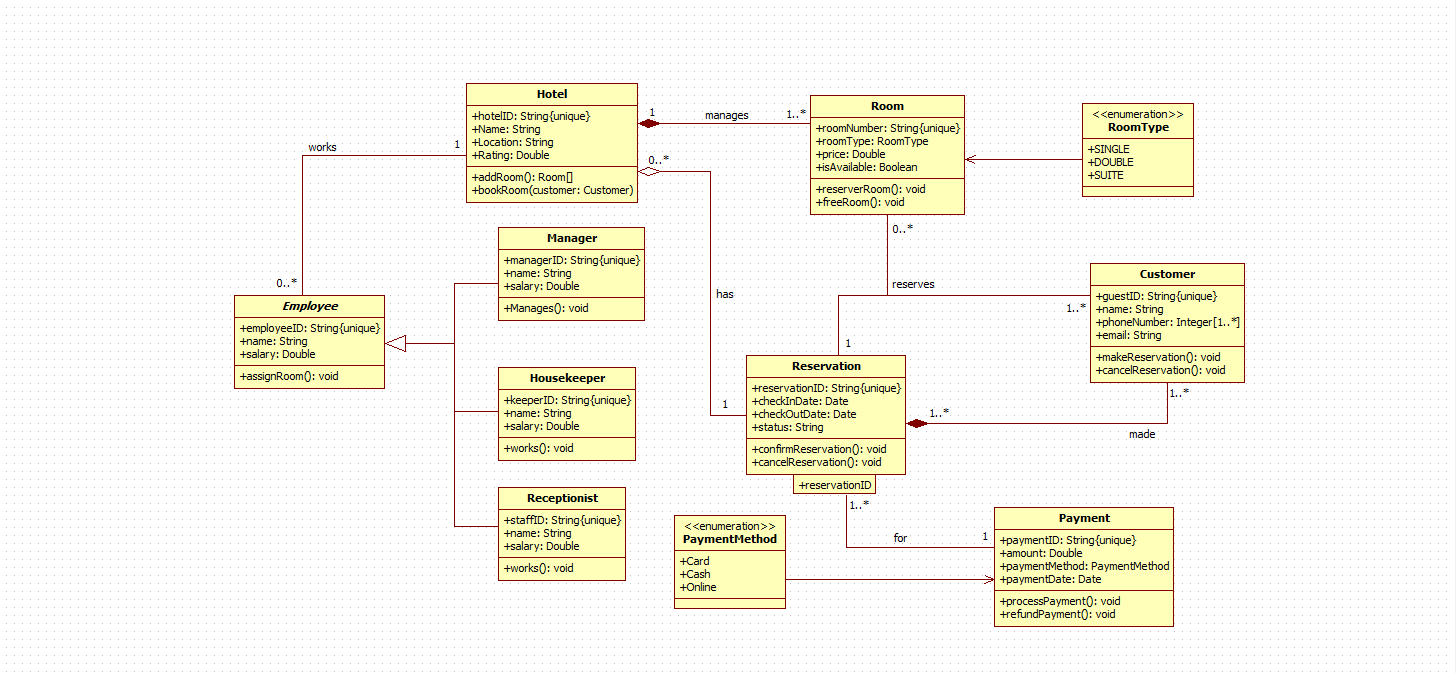 Hotel
+hotelID: String{unique}
+Name: String
+Location: String
+Rating: Double
+addRoom(): Room[]
+bookRoom(customer: Customer)
1
manages
1..*
Room
+roomNumber: String{unique}
+roomType: RoomType
+price: Double
+isAvailable: Boolean
+reserverRoom(): void
+freeRoom(): void
<<enumeration>>
RoomType
+SINGLE
+DOUBLE
+SUITE
works
1
0..*
0..*
has
1
Employee
+employeeID: String{unique}
+name: String
+salary: Double
+assignRoom(): void
Manager
+managerID: String{unique}
+name: String
+salary: Double
+Manages(): void
Housekeeper
+keeperID: String{unique}
+name: String
+salary: Double
+works(): void
Receptionist
+staffID: String{unique}
+name: String
+salary: Double
+works(): void
0..*
reserves
1..*
1
Customer
+guestID: String{unique}
+name: String
+phoneNumber: Integer[1..*]
+email: String
+makeReservation(): void
+cancelReservation(): void
1..*
made
1..*
Reservation
+reservationID: String{unique}
+checkInDate: Date
+checkOutDate: Date
+status: String
+confirmReservation(): void
+cancelReservation(): void
+reservationID
1..*
for
1
<<enumeration>>
PaymentMethod
+Card
+Cash
+Online
Payment
+paymentID: String{unique}
+amount: Double
+paymentMethod: PaymentMethod
+paymentDate: Date
+processPayment(): void
+refundPayment(): void